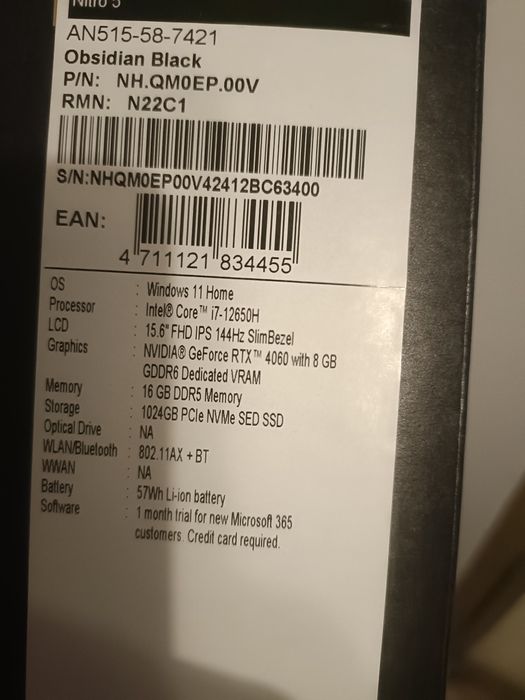 Nitro 5
AN515-58-7421
Obsidian Black
P/N: NH.QM0EP.00V
RMN: N22C1
S/N:NHQM0EP00V42412BC63400
EAN:
4 711121 834455
OS : Windows 11 Home
Processor : Intel® Core™ i7-12650H
LCD : 15.6" FHD IPS 144Hz SlimBezel
Graphics : NVIDIA® GeForce RTX™ 4060 with 8 GB
GDDR6 Dedicated VRAM
Memory : 16 GB DDR5 Memory
Storage : 1024GB PCIe NVMe SED SSD
Optical Drive : NA
WLAN/Bluetooth : 802.11AX + BT
WWAN : NA
Battery : 57Wh Li-ion battery
Software : 1 month trial for new Microsoft 365
customers. Credit card required.